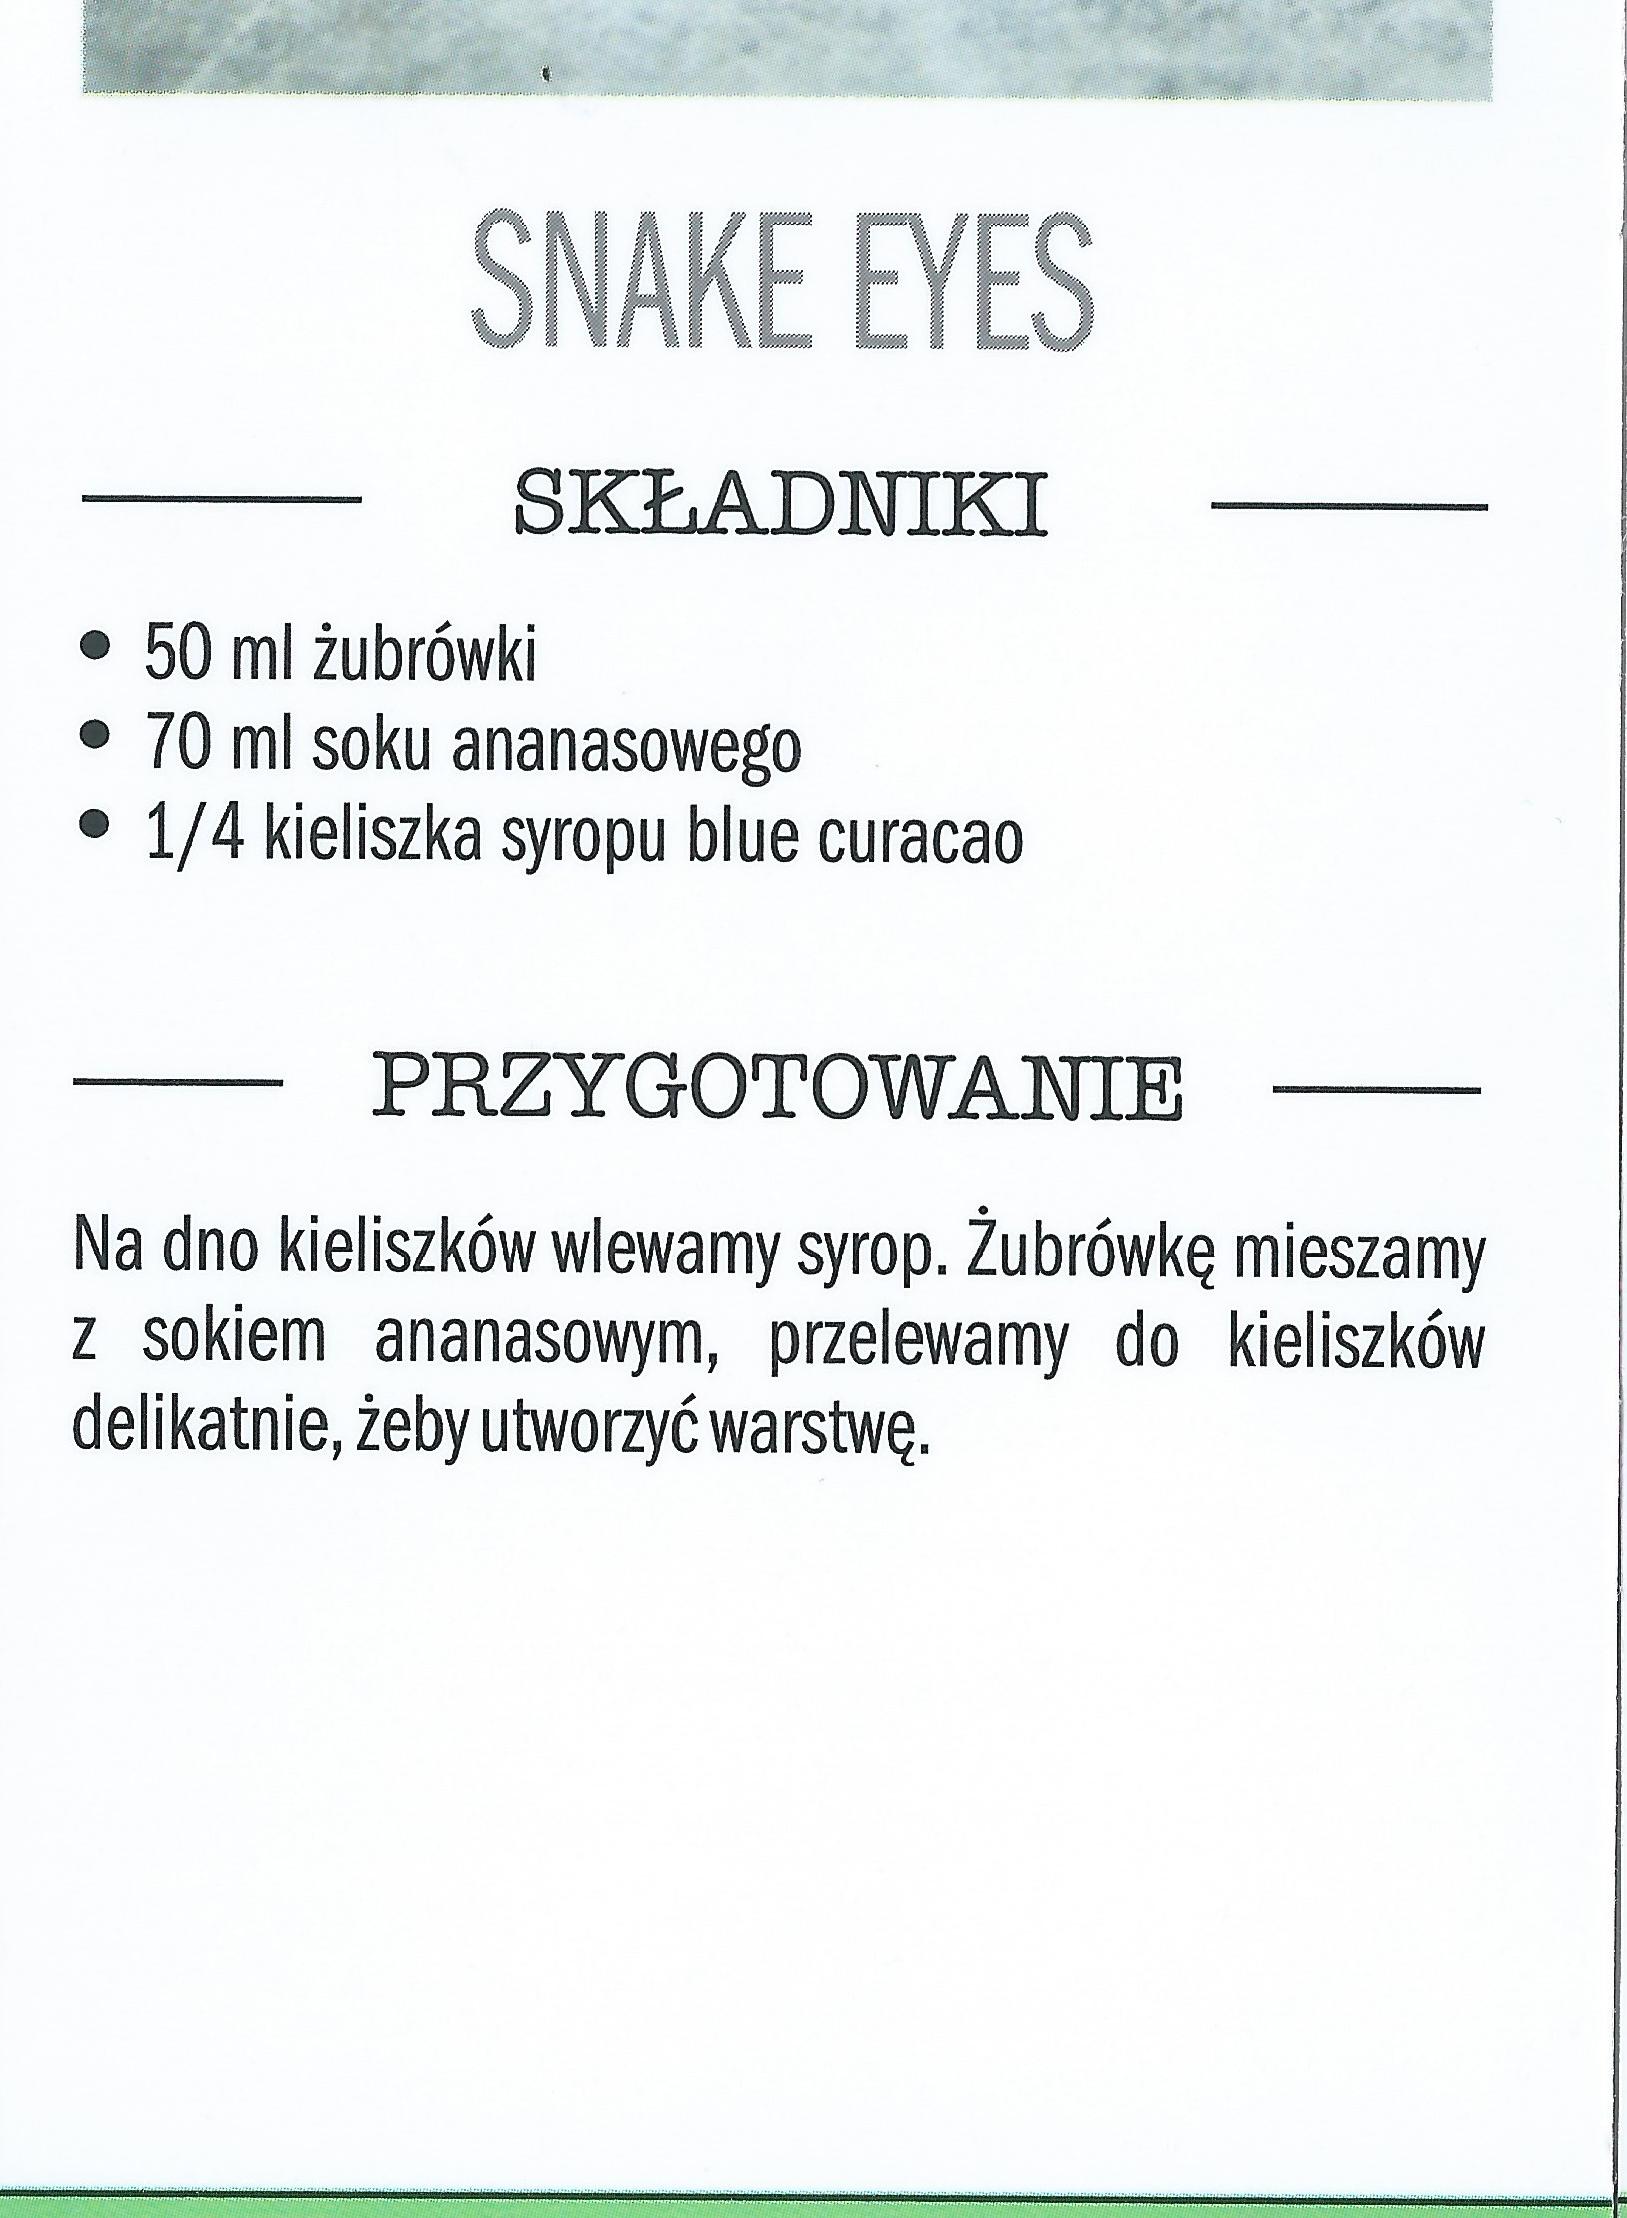 SNAKE EYES
SKŁADNIKI
• 50 ml żubrówki
• 70 ml soku ananasowego
• 1/4 kieliszka syropu blue curacao
PRZYGOTOWANIE
Na dno kieliszków wlewamy syrop. Żubrówkę mieszamy
z sokiem ananasowym, przelewamy do kieliszków
delikatnie, żeby utworzyć warstwę.